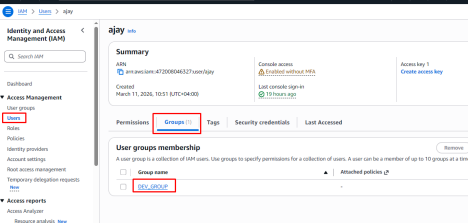 IAM > Users > ajay
Identity and Access Management (IAM)
Search IAM
Dashboard
Access Management
User groups
Users
Roles
Policies
Identity providers
Account settings
Root access management
Temporary delegation requests
New
Access reports
Access Analyzer
Resource analysis New
ajay Info
Summary
ARN
arn:aws:iam::472008046327:user/ajay
Console access
Enabled without MFA
Access key 1
Create access key
Created
March 11, 2026, 10:51 (UTC+04:00)
Last console sign-in
19 hours ago
Permissions
Groups (1)
Tags
Security credentials
Last Accessed
User groups membership
Remove
A user group is a collection of IAM users. Use groups to specify permissions for a collection of users. A user can be a member of up to 10 groups at a time
Group name
Attached policies
DEV_GROUP
-